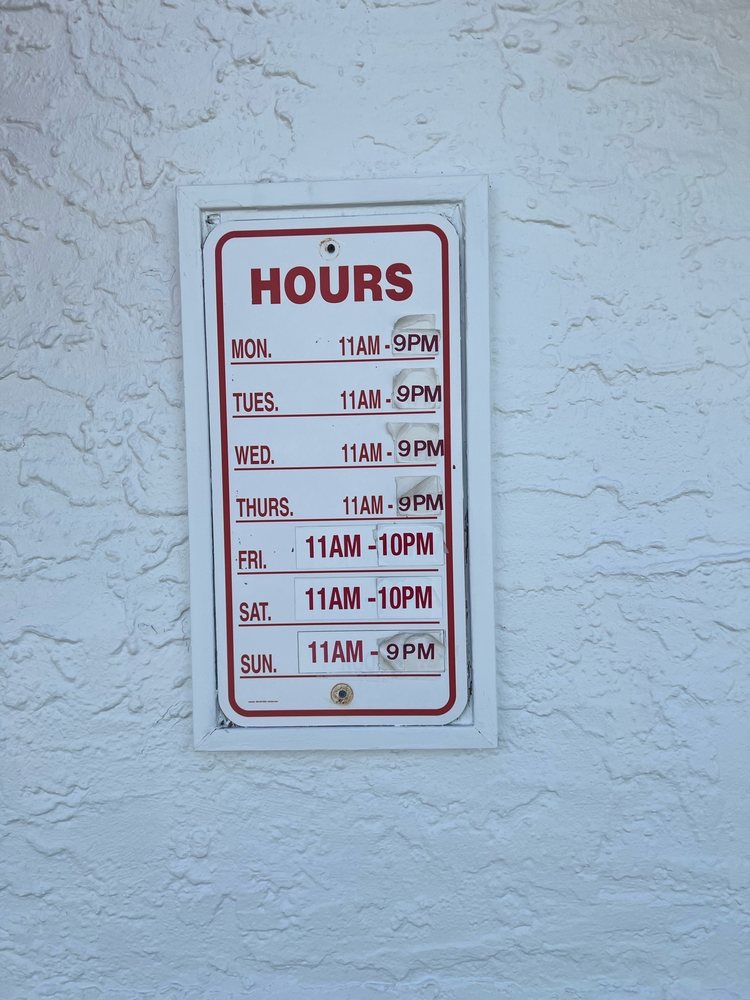 HOURS
MON. 11AM - 9PM
TUES. 11AM - 9PM
WED. 11AM - 9PM
THURS. 11AM - 9PM
FRI. 11AM - 10PM
SAT. 11AM - 10PM
SUN. 11AM - 9PM